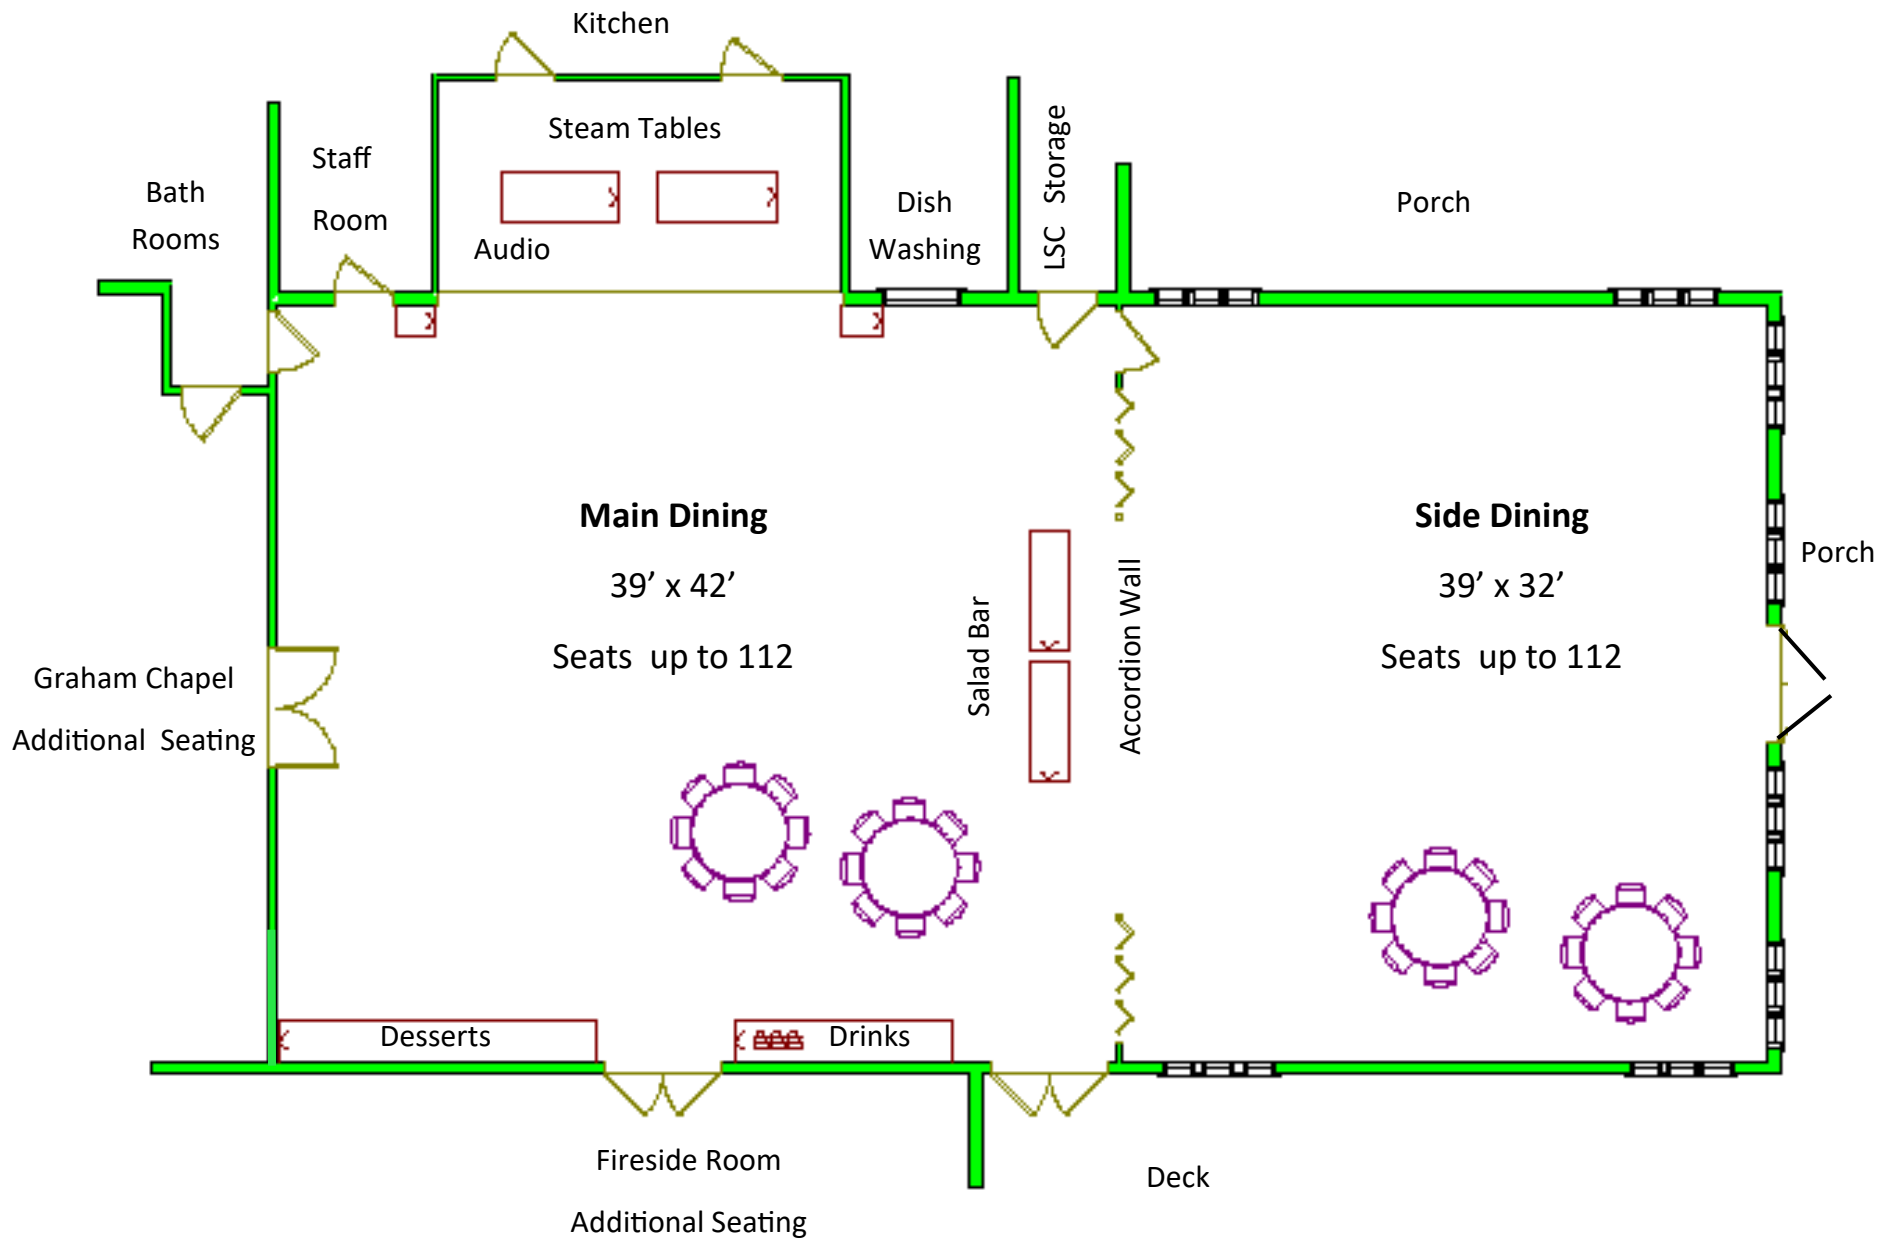 Kitchen
Steam Tables
Staff
Room
Bath
Rooms
Audio
Dish
Washing
LSC Storage
Porch
Main Dining
39’ x 42’
Seats up to 112
Salad Bar
Accordion Wall
Side Dining
39’ x 32’
Seats up to 112
Porch
Graham Chapel
Additional Seating
Desserts
Drinks
Fireside Room
Additional Seating
Deck